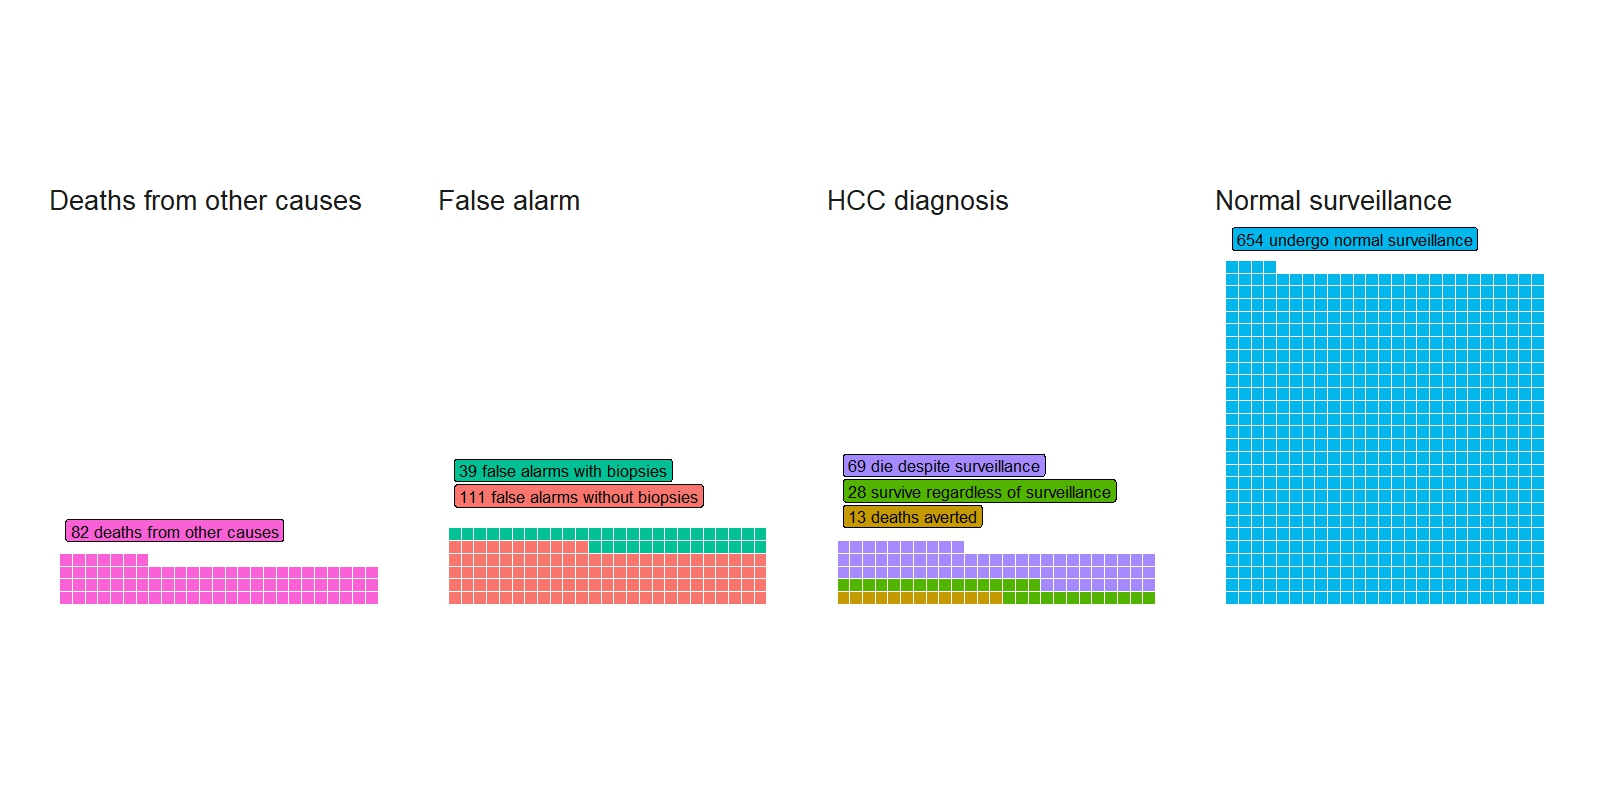 Deaths from other causes
82 deaths from other causes
False alarm
39 false alarms with biopsies
111 false alarms without biopsies
HCC diagnosis
69 die despite surveillance
28 survive regardless of surveillance
13 deaths averted
Normal surveillance
654 undergo normal surveillance